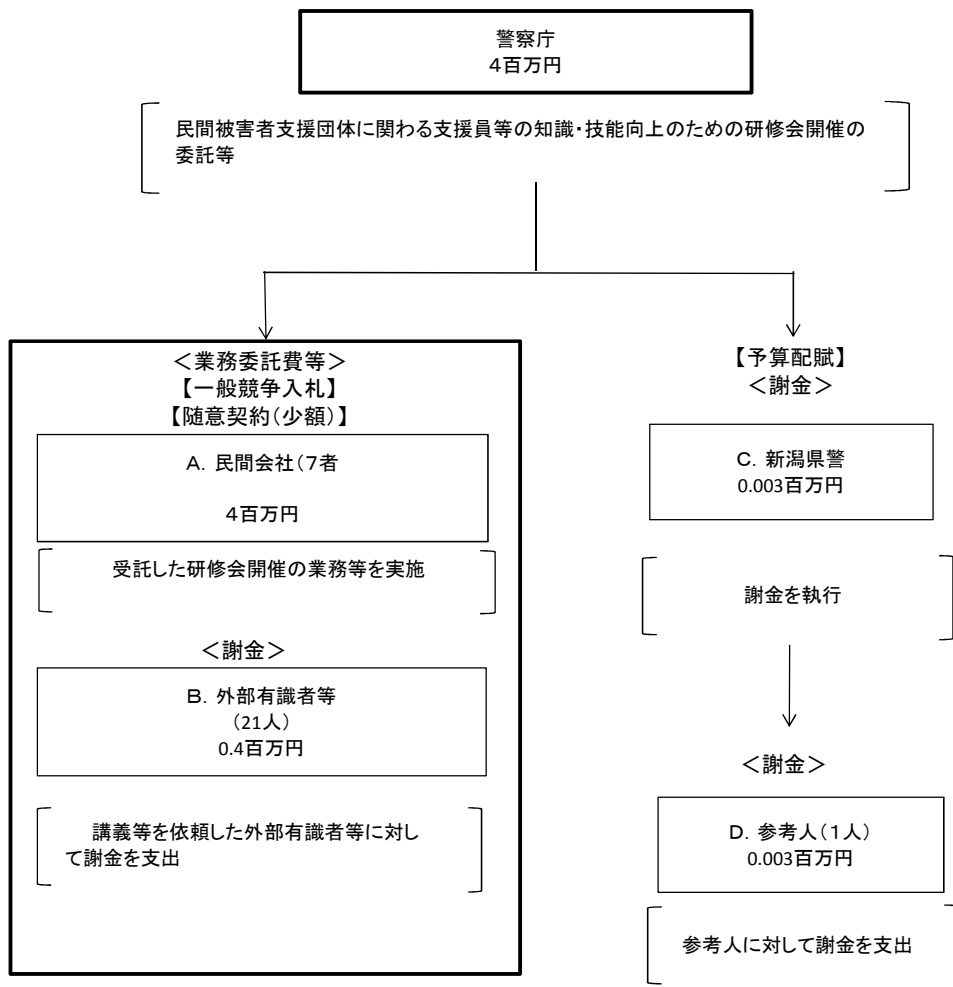 警察庁
4百万円
民間被害者支援団体に関わる支援員等の知識・技能向上のための研修会開催の
委託等
＜業務委託費等＞
【一般競争入札】
【随意契約（少額）】
A．民間会社（7者
4百万円
受託した研修会開催の業務等を実施
＜謝金＞
B．外部有識者等
（21人）
0.4百万円
講義等を依頼した外部有識者等に対し
て謝金を支出
【予算配賦】
＜謝金＞
C．新潟県警
0.003百万円
謝金を執行
＜謝金＞
D．参考人（1人）
0.003百万円
参考人に対して謝金を支出